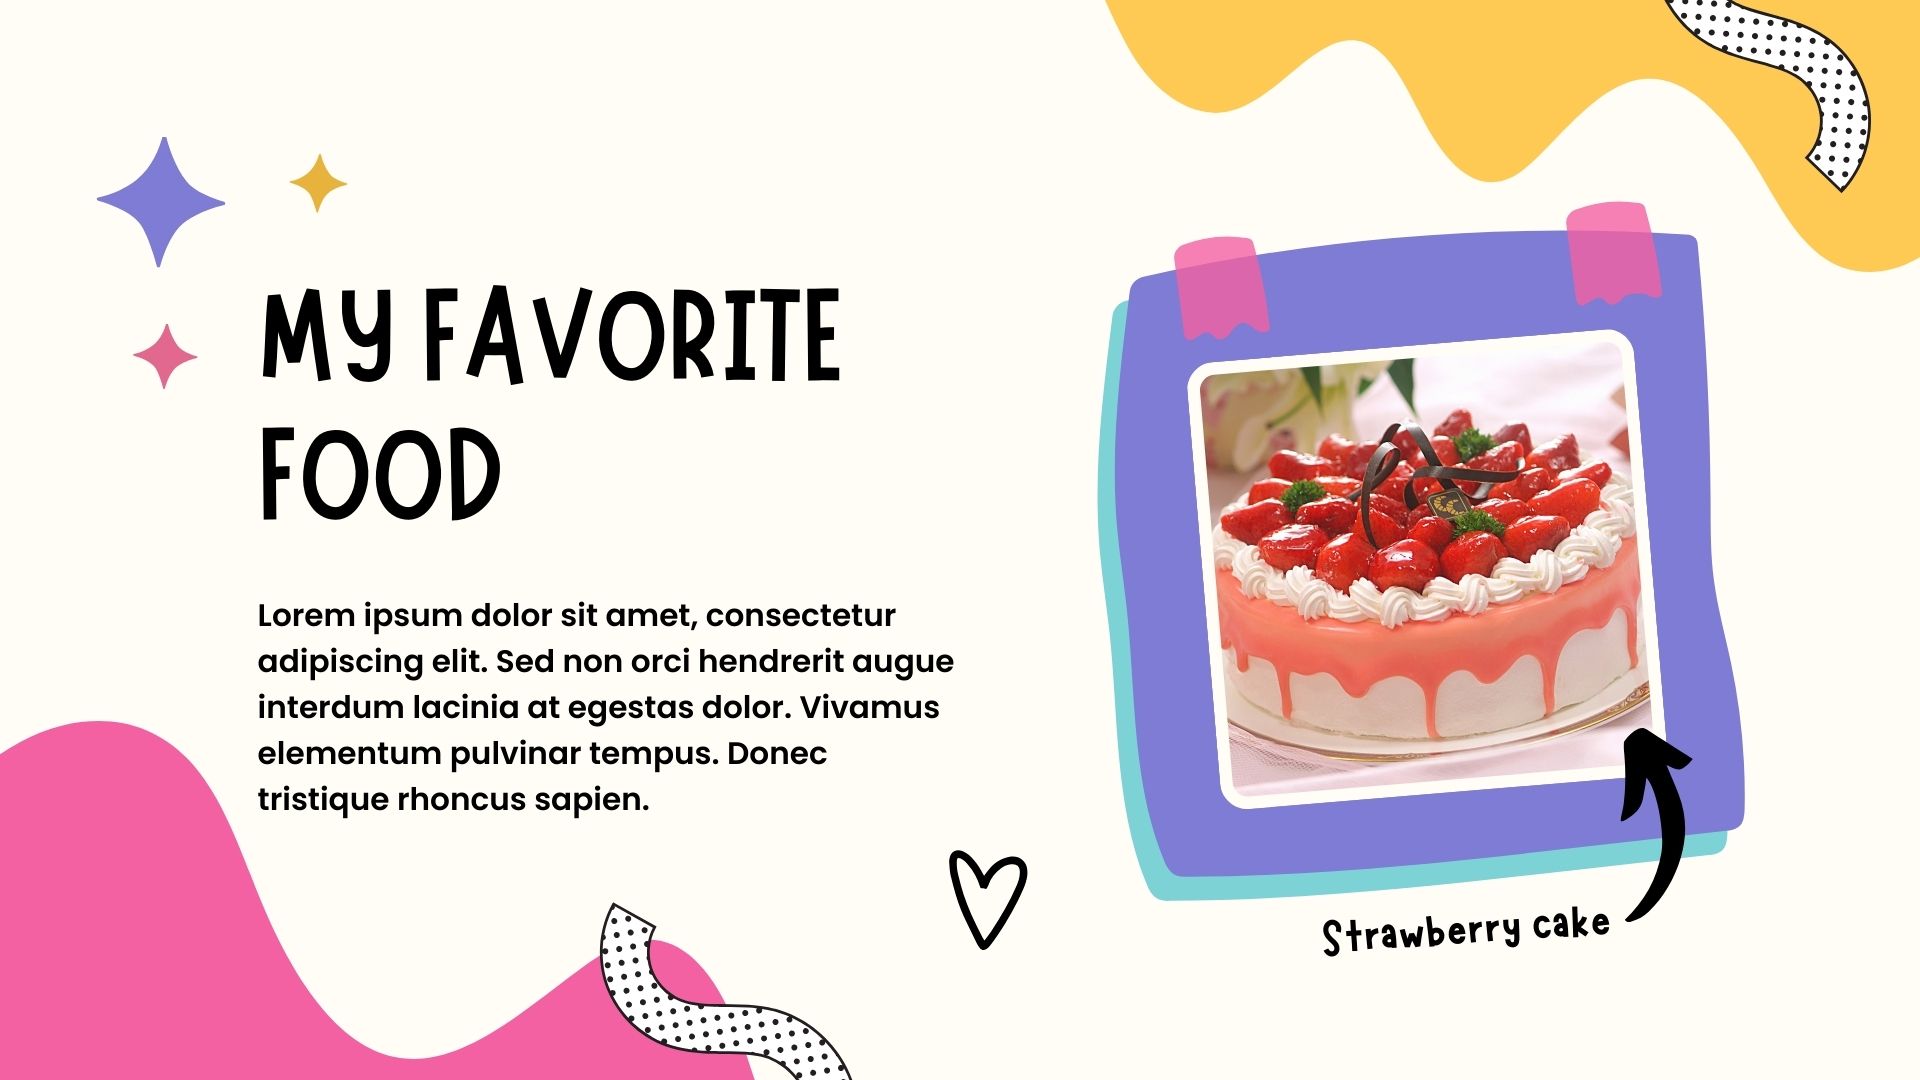 MY FAVORITE
FOOD
Lorem ipsum dolor sit amet, consectetur
adipiscing elit. Sed non orci hendrerit augue
interdum lacinia at egestas dolor. Vivamus
elementum pulvinar tempus. Donec
tristique rhoncus sapien.
Strawberry cake